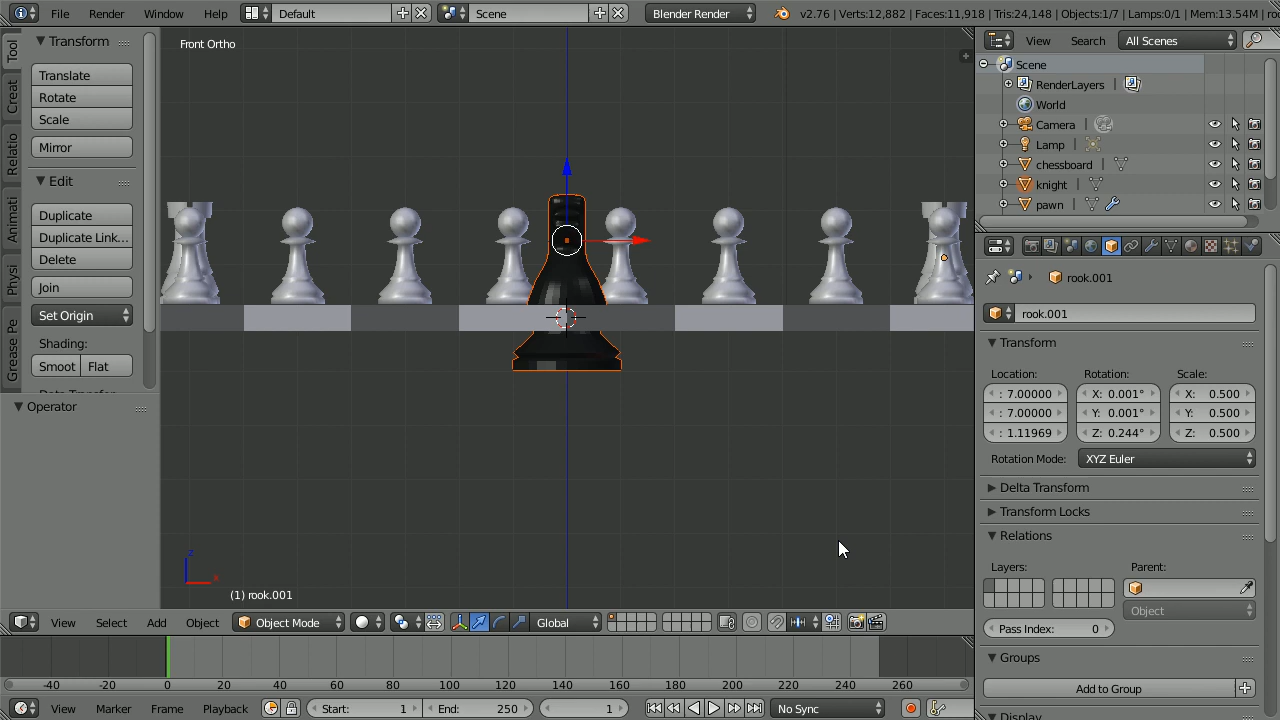 File Render Window Help Default Scene Blender Render v2.76 | Verts:12,882 | Faces:11,918 | Tris:24,148 | Objects:1/7 | Lamps:0/1 | Mem:13.54M |
Transform
Translate
Rotate
Scale
Mirror
Edit
Duplicate
Duplicate Link...
Delete
Join
Set Origin
Shading:
Smoot Flat
Operator
Tool
Creat
Relatio
Animati
Physi
Grease Pe
Front Ortho
z
x
(1) rook.001
View Select Add Object Object Mode Global
-40 -20 0 20 40 60 80 100 120 140 160 180 200 220 240 260
View Marker Frame Playback Start: 1 End: 250 1 No Sync
View Search All Scenes
Scene
RenderLayers |
World
Camera |
Lamp |
chessboard |
knight |
pawn |
rook.001
rook.001
Transform
Location: Rotation: Scale:
: 7.00000 X: 0.001° X: 0.500
: 7.00000 Y: 0.001° Y: 0.500
: 1.11969 Z: 0.244° Z: 0.500
Rotation Mode: XYZ Euler
Delta Transform
Transform Locks
Relations
Layers: Parent:
Object
Pass Index: 0
Groups
Add to Group
Display